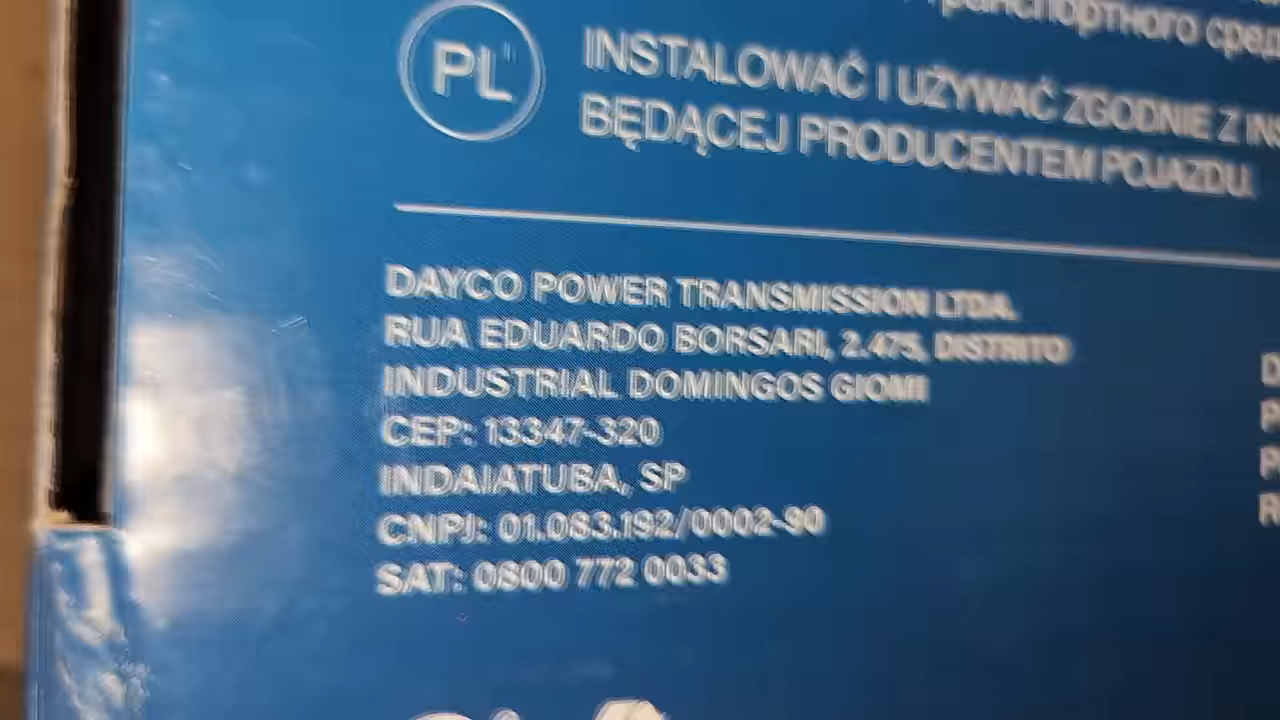 транспортного
PL
INSTALOWAĆ I UŻYWAĆ ZGODNIE Z
BĘDĄCEJ PRODUCENTEM POJAZDU.
DAYCO POWER TRANSMISSION LTDA.
RUA EDUARDO BORSARI, 2.475, DISTRITO
INDUSTRIAL DOMINGOS GIOMI
CEP: 13347-320
INDAIATUBA, SP
CNPJ: 01.083.192/0002-90
SAT: 0800 772 0033